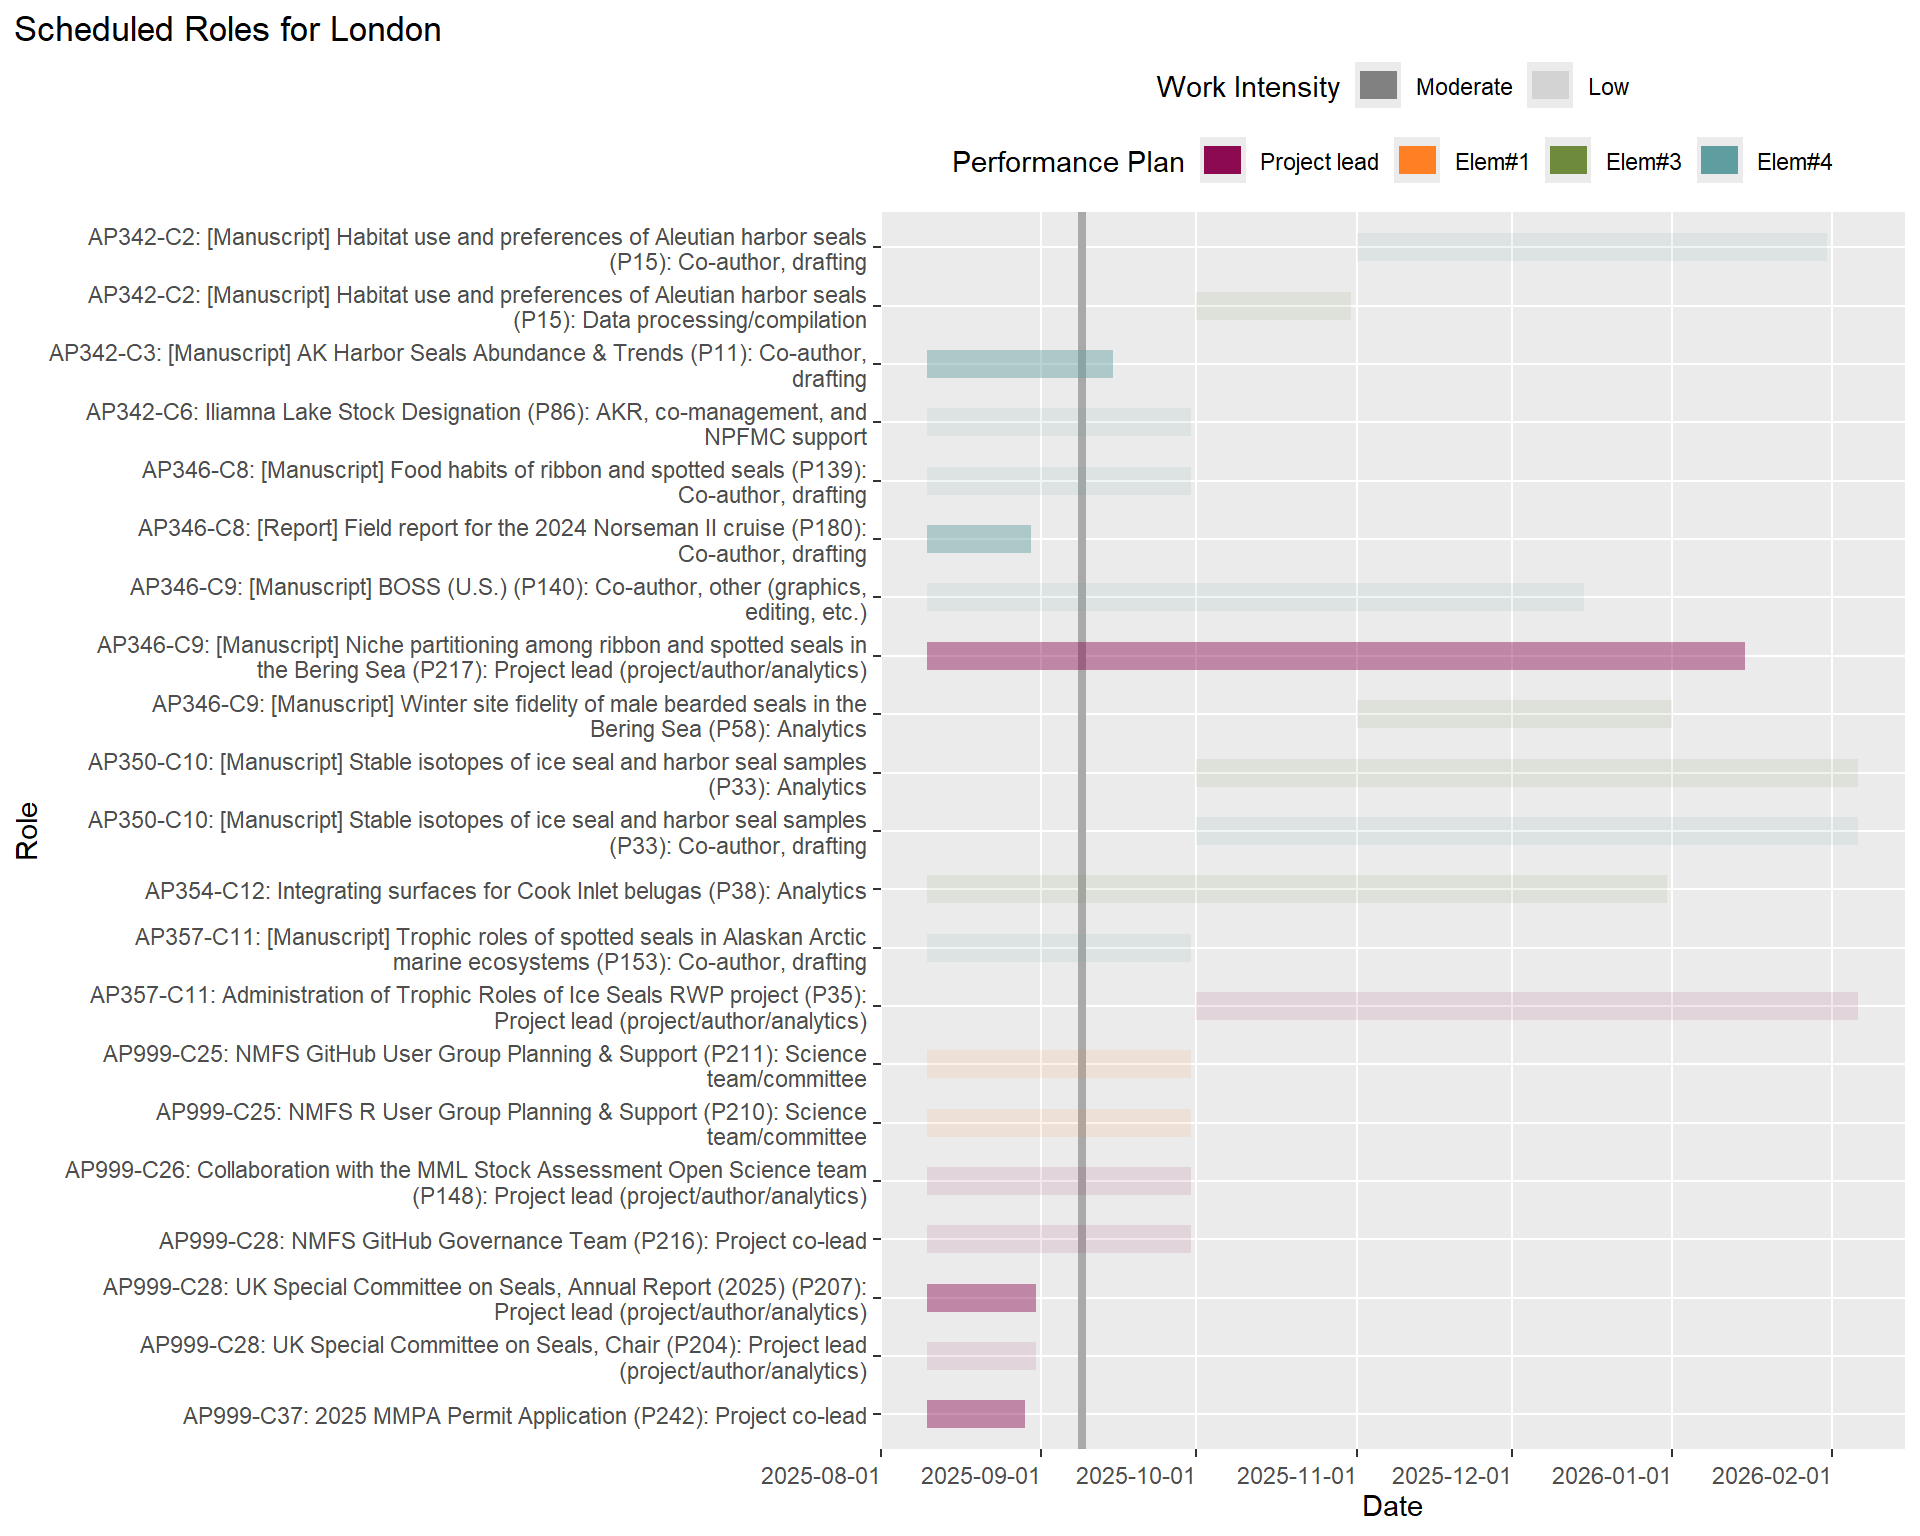 Scheduled Roles for London
Work Intensity Moderate Low
Performance Plan Project lead Elem#1 Elem#3 Elem#4
AP342-C2: [Manuscript] Habitat use and preferences of Aleutian harbor seals
(P15): Co-author, drafting
AP342-C2: [Manuscript] Habitat use and preferences of Aleutian harbor seals
(P15): Data processing/compilation
AP342-C3: [Manuscript] AK Harbor Seals Abundance & Trends (P11): Co-author,
drafting
AP342-C6: Iliamna Lake Stock Designation (P86): AKR, co-management, and
NPFMC support
AP346-C8: [Manuscript] Food habits of ribbon and spotted seals (P139):
Co-author, drafting
AP346-C8: [Report] Field report for the 2024 Norseman II cruise (P180):
Co-author, drafting
AP346-C9: [Manuscript] BOSS (U.S.) (P140): Co-author, other (graphics,
editing, etc.)
AP346-C9: [Manuscript] Niche partitioning among ribbon and spotted seals in
the Bering Sea (P217): Project lead (project/author/analytics)
AP346-C9: [Manuscript] Winter site fidelity of male bearded seals in the
Bering Sea (P58): Analytics
AP350-C10: [Manuscript] Stable isotopes of ice seal and harbor seal samples
(P33): Analytics
AP350-C10: [Manuscript] Stable isotopes of ice seal and harbor seal samples
(P33): Co-author, drafting
AP354-C12: Integrating surfaces for Cook Inlet belugas (P38): Analytics
AP357-C11: [Manuscript] Trophic roles of spotted seals in Alaskan Arctic
marine ecosystems (P153): Co-author, drafting
AP357-C11: Administration of Trophic Roles of Ice Seals RWP project (P35):
Project lead (project/author/analytics)
AP999-C25: NMFS GitHub User Group Planning & Support (P211): Science
team/committee
AP999-C25: NMFS R User Group Planning & Support (P210): Science
team/committee
AP999-C26: Collaboration with the MML Stock Assessment Open Science team
(P148): Project lead (project/author/analytics)
AP999-C28: NMFS GitHub Governance Team (P216): Project co-lead
AP999-C28: UK Special Committee on Seals, Annual Report (2025) (P207):
Project lead (project/author/analytics)
AP999-C28: UK Special Committee on Seals, Chair (P204): Project lead
(project/author/analytics)
AP999-C37: 2025 MMPA Permit Application (P242): Project co-lead
Role
2025-08-01 2025-09-01 2025-10-01 2025-11-01 2025-12-01 2026-01-01 2026-02-01
Date